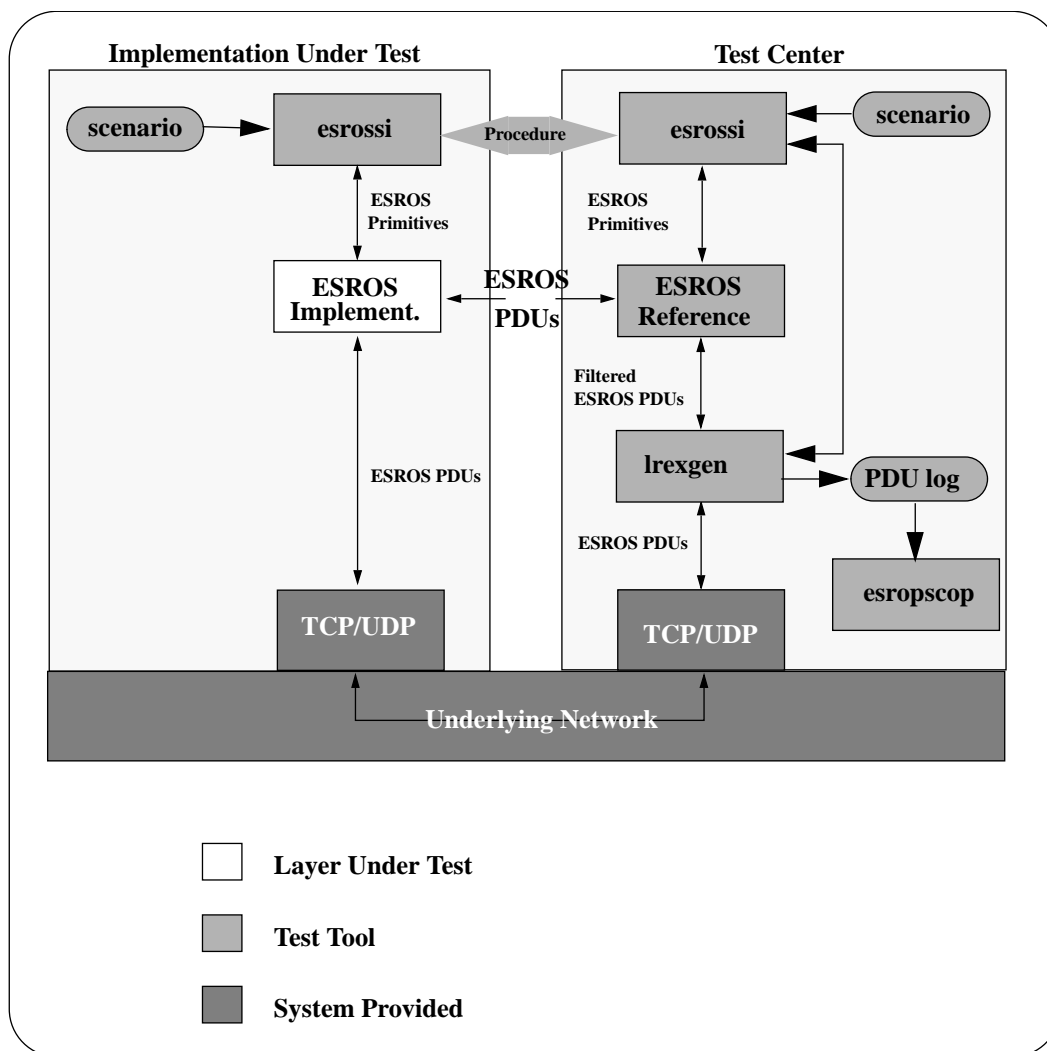 Implementation Under Test
Test Center
scenario
esrossi
Procedure
esrossi
scenario
ESROS
Primitives
ESROS
Primitives
ESROS
Implement.
ESROS
PDUs
ESROS
Reference
Filtered
ESROS PDUs
ESROS PDUs
lrexgen
PDU log
ESROS PDUs
esropscop
TCP/UDP
TCP/UDP
Underlying Network
Layer Under Test
Test Tool
System Provided